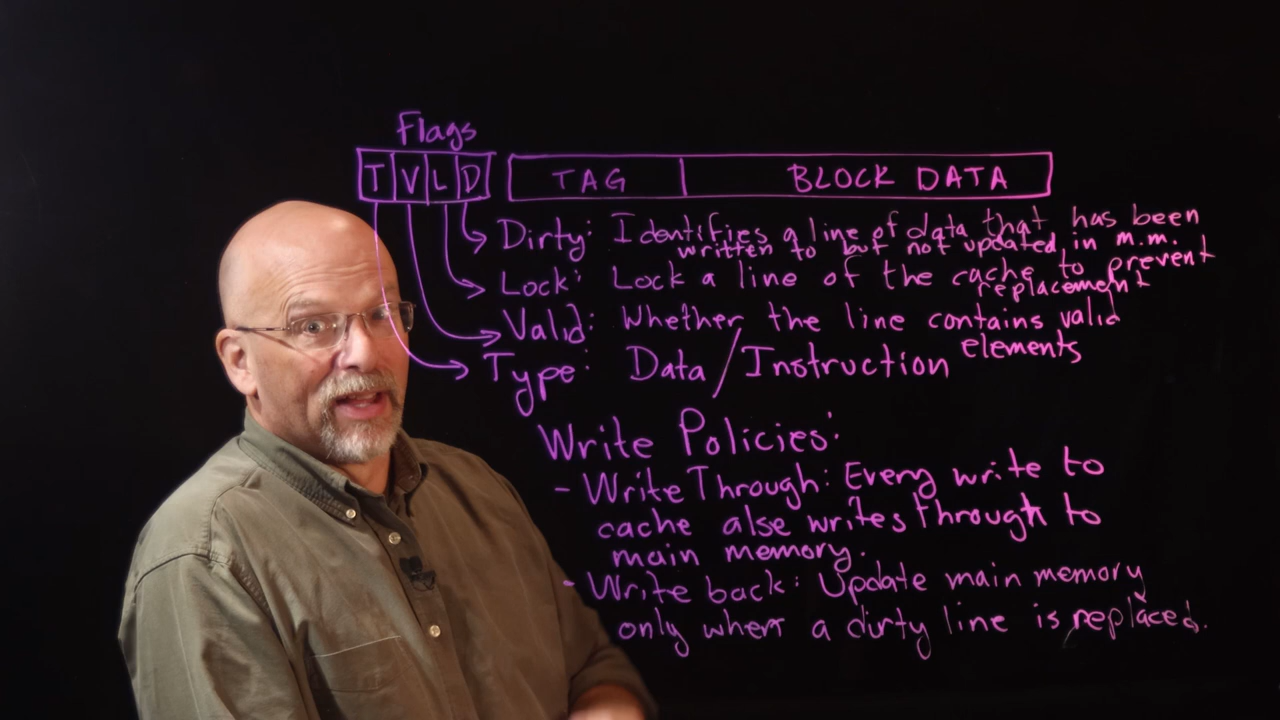 Flags
T V L D TAG BLOCK DATA
Dirty: Identifies a line of data that has been
written to but not updated in m.m.
Lock: Lock a line of the cache to prevent
replacement
Valid: Whether the line contains valid
elements
Type: Data/Instruction
Write Policies:
- Write Through: Every write to
cache alse writes through to
main memory.
- Write back: Update main memory
only when a dirty line is replaced.